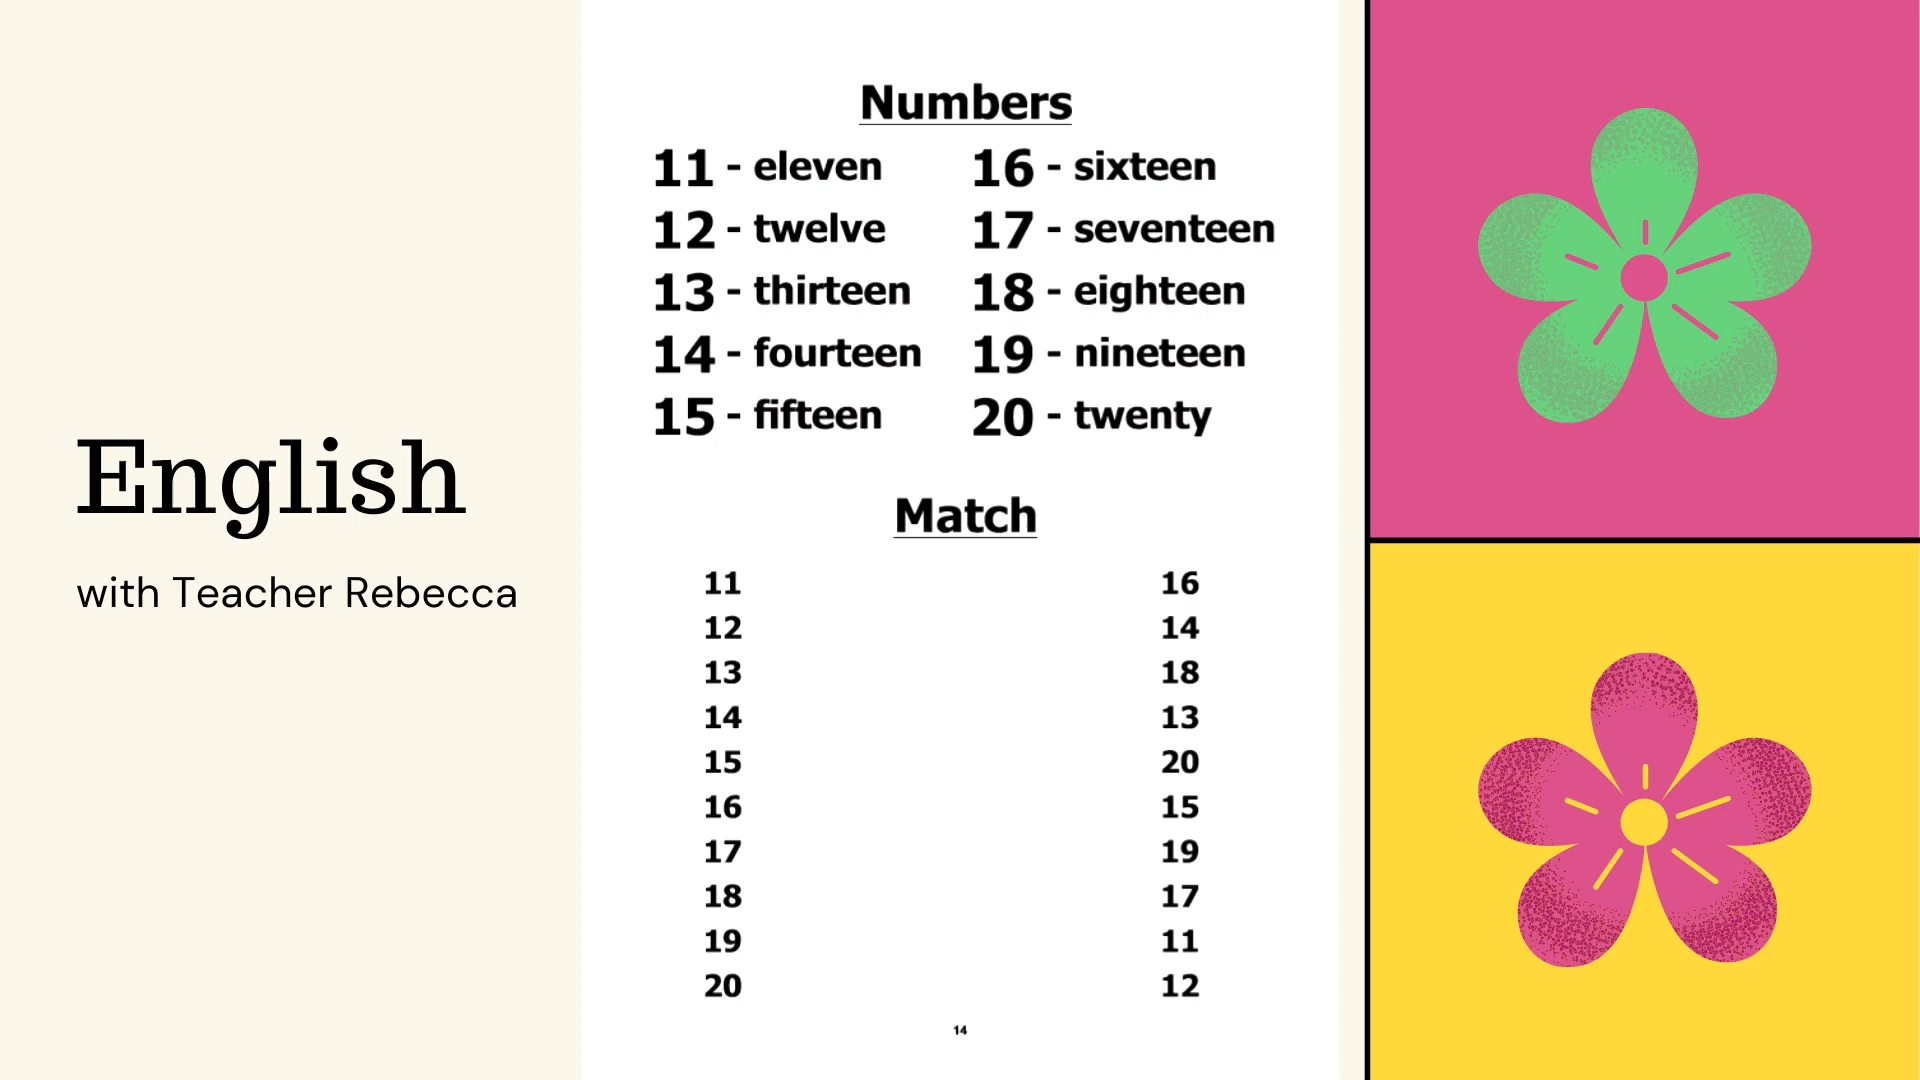 English
with Teacher Rebecca
Numbers
11 - eleven 16 - sixteen
12 - twelve 17 - seventeen
13 - thirteen 18 - eighteen
14 - fourteen 19 - nineteen
15 - fifteen 20 - twenty
Match
11 16
12 14
13 18
14 13
15 20
16 15
17 19
18 17
19 11
20 12
14